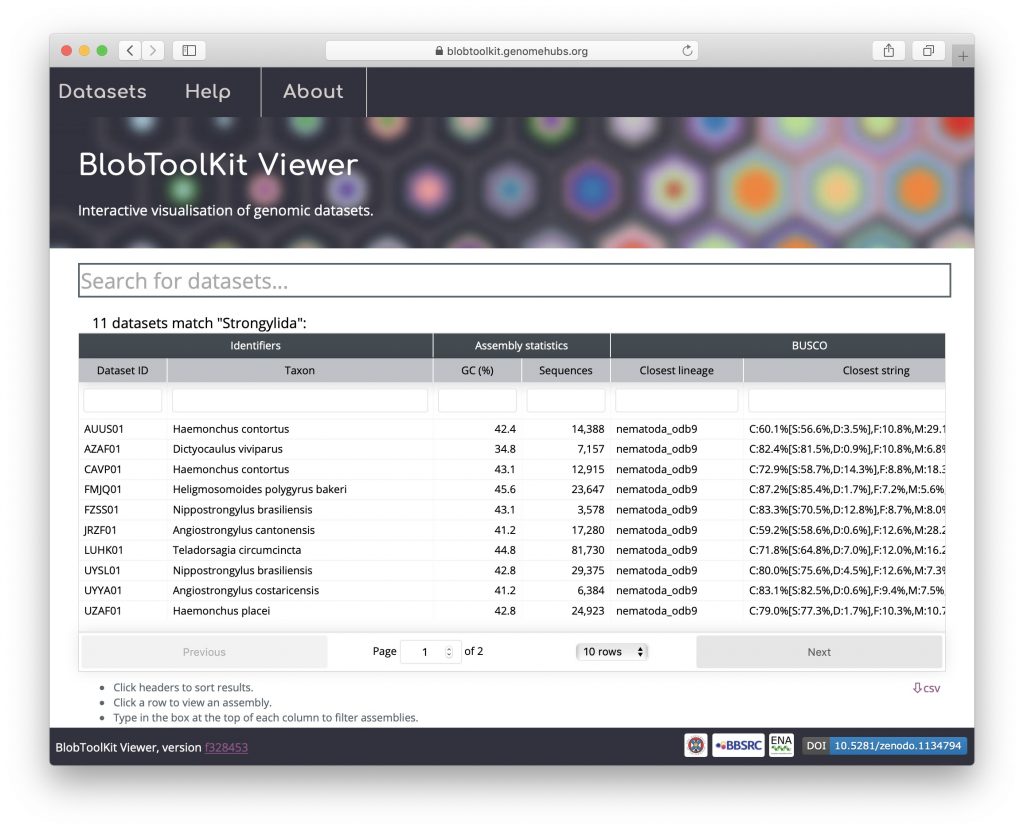 blobtoolkit.genomehubs.org
Datasets Help About
BlobToolKit Viewer
Interactive visualisation of genomic datasets.
Search for datasets...
11 datasets match "Strongylida":
Identifiers Assembly statistics BUSCO
Dataset ID Taxon GC (%) Sequences Closest lineage Closest string
AUUS01 Haemonchus contortus 42.4 14,388 nematoda_odb9 C:60.1%[S:56.6%,D:3.5%],F:10.8%,M:29.1
AZAF01 Dictyocaulus viviparus 34.8 7,157 nematoda_odb9 C:82.4%[S:81.5%,D:0.9%],F:10.8%,M:6.8%
CAVP01 Haemonchus contortus 43.1 12,915 nematoda_odb9 C:72.9%[S:58.7%,D:14.3%],F:8.8%,M:18.3
FMJQ01 Heligmosomoides polygyrus bakeri 45.6 23,647 nematoda_odb9 C:87.2%[S:85.4%,D:1.7%],F:7.2%,M:5.6%,
FZSS01 Nippostrongylus brasiliensis 43.1 3,578 nematoda_odb9 C:83.3%[S:70.5%,D:12.8%],F:8.7%,M:8.0%
JRZF01 Angiostrongylus cantonensis 41.2 17,280 nematoda_odb9 C:59.2%[S:58.6%,D:0.6%],F:12.6%,M:28.2
LUHK01 Teladorsagia circumcincta 44.8 81,730 nematoda_odb9 C:71.8%[S:64.8%,D:7.0%],F:12.0%,M:16.2
UYSL01 Nippostrongylus brasiliensis 42.8 29,375 nematoda_odb9 C:80.0%[S:75.6%,D:4.5%],F:12.6%,M:7.3%
UYYA01 Angiostrongylus costaricensis 41.2 6,384 nematoda_odb9 C:83.1%[S:82.5%,D:0.6%],F:9.4%,M:7.5%,
UZAF01 Haemonchus placei 42.8 24,923 nematoda_odb9 C:79.0%[S:77.3%,D:1.7%],F:10.3%,M:10.7
Previous Page 1 of 2 10 rows Next
Click headers to sort results.
csv
Click a row to view an assembly.
Type in the box at the top of each column to filter assemblies.
BlobToolKit Viewer, version f328453 BBSRC ENA DOI 10.5281/zenodo.1134794